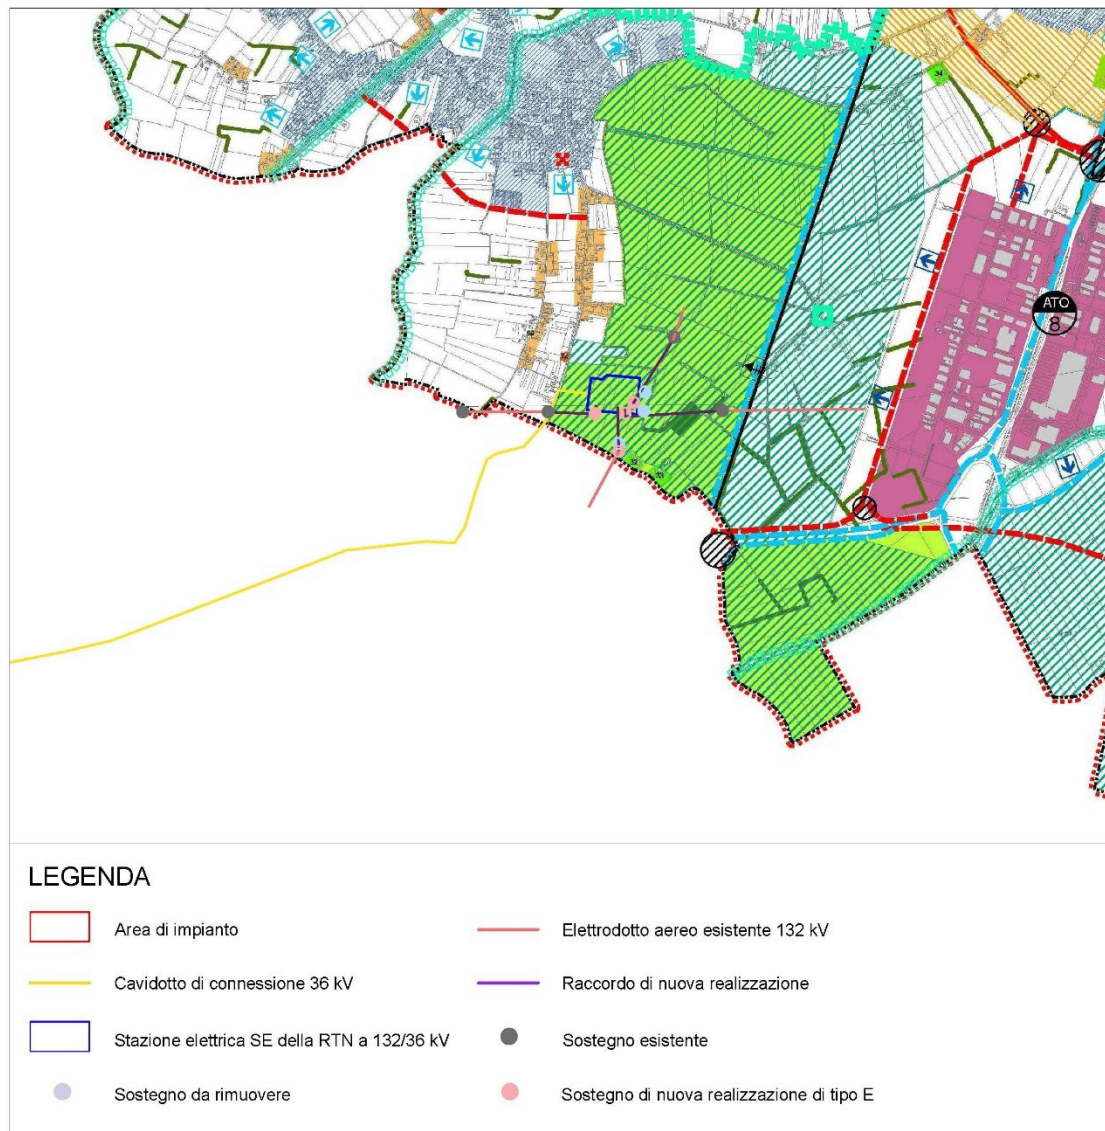 34
ATO
8
LEGENDA
Area di impianto
Elettrodotto aereo esistente 132 kV
Cavidotto di connessione 36 kV
Raccordo di nuova realizzazione
Stazione elettrica SE della RTN a 132/36 kV
Sostegno esistente
Sostegno da rimuovere
Sostegno di nuova realizzazione di tipo E